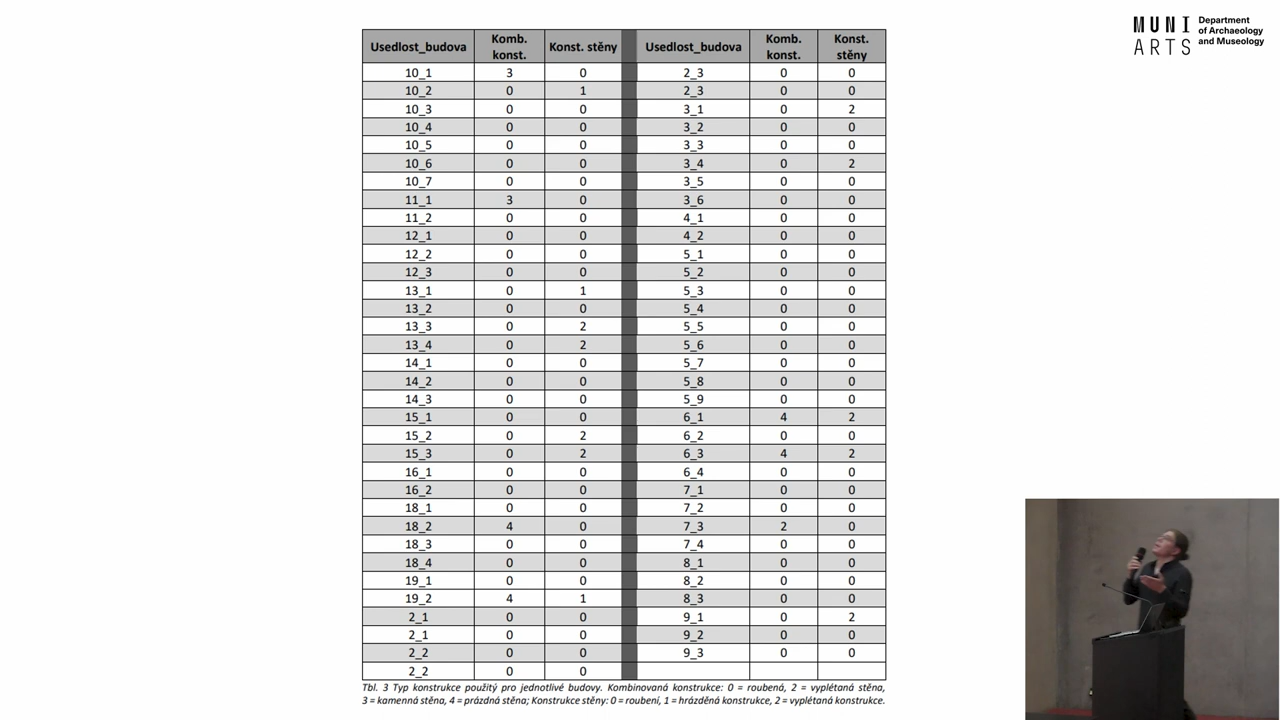 MUNI Department
of Archaeology
ARTS and Museology
Usedlost_budova Komb. konst. Konst. stěny Usedlost_budova Komb. konst. Konst. stěny
10_1 3 0 2_3 0 0
10_2 0 1 2_3 0 0
10_3 0 0 3_1 0 2
10_4 0 0 3_2 0 0
10_5 0 0 3_3 0 0
10_6 0 0 3_4 0 2
10_7 0 0 3_5 0 0
11_1 3 0 3_6 0 0
11_2 0 0 4_1 0 0
12_1 0 0 4_2 0 0
12_2 0 0 5_1 0 0
12_3 0 0 5_2 0 0
13_1 0 1 5_3 0 0
13_2 0 0 5_4 0 0
13_3 0 2 5_5 0 0
13_4 0 2 5_6 0 0
14_1 0 0 5_7 0 0
14_2 0 0 5_8 0 0
14_3 0 0 5_9 0 0
15_1 0 0 6_1 4 2
15_2 0 2 6_2 0 0
15_3 0 2 6_3 4 2
16_1 0 0 6_4 0 0
16_2 0 0 7_1 0 0
18_1 0 0 7_2 0 0
18_2 4 0 7_3 2 0
18_3 0 0 7_4 0 0
18_4 0 0 8_1 0 0
19_1 0 0 8_2 0 0
19_2 4 1 8_3 0 0
2_1 0 0 9_1 0 2
2_1 0 0 9_2 0 0
2_2 0 0 9_3 0 0
2_2 0 0
Tbl. 3 Typ konstrukce použitý pro jednotlivé budovy. Kombinovaná konstrukce: 0 = roubená, 2 = vyplétaná stěna,
3 = kamenná stěna, 4 = prázdná stěna; Konstrukce stěny: 0 = roubení, 1 = hrázděná konstrukce, 2 = vyplétaná konstrukce.